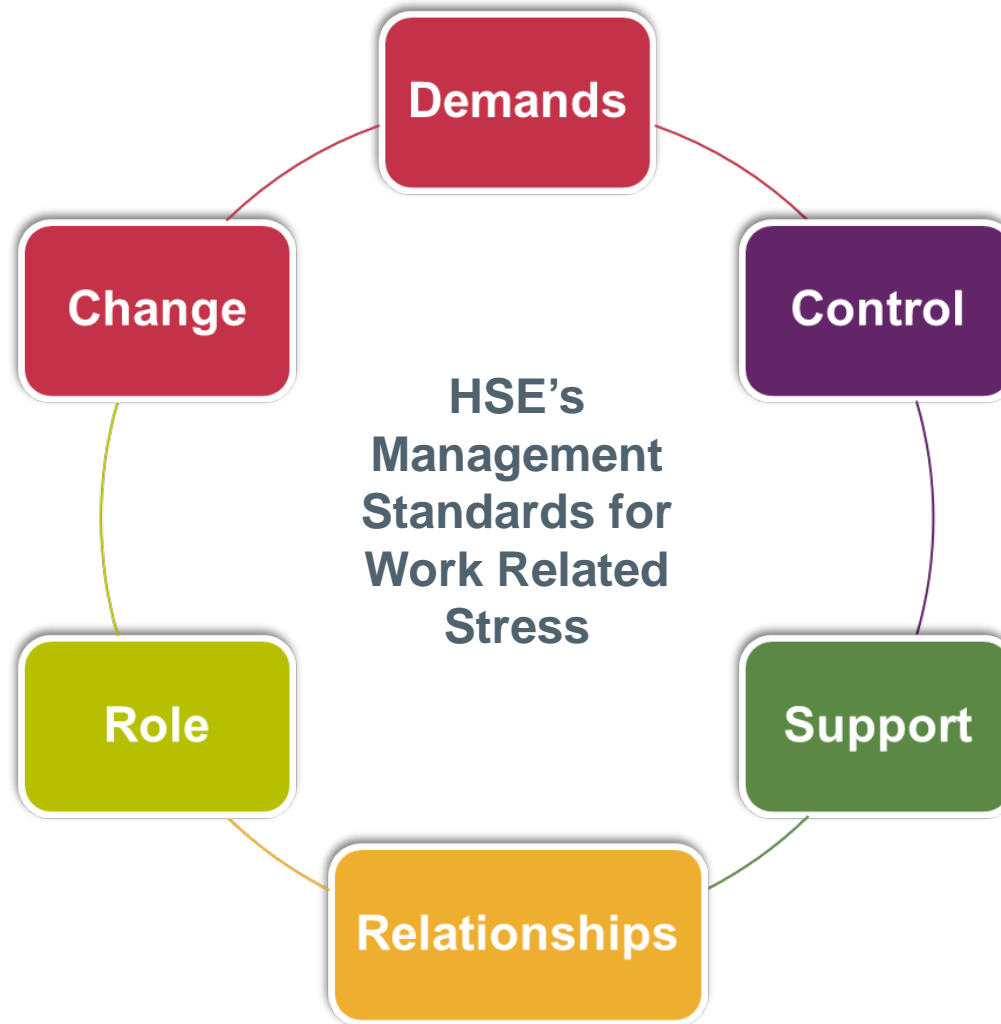 Demands
Change
Control
HSE’s
Management
Standards for
Work Related
Stress
Role
Support
Relationships